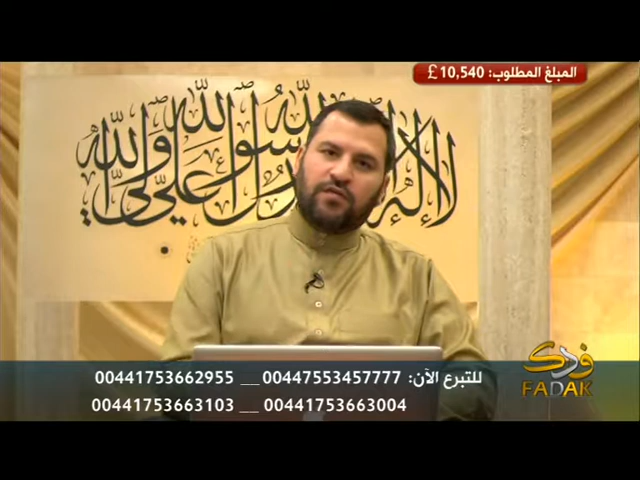 المبلغ المطلوب: 10,540 £
لا إله إلا الله محمد رسول الله علي ولي الله
للتبرع الآن: 00447553457777 __ 00441753662955
00441753663004 __ 00441753663103
فدك
FADAK